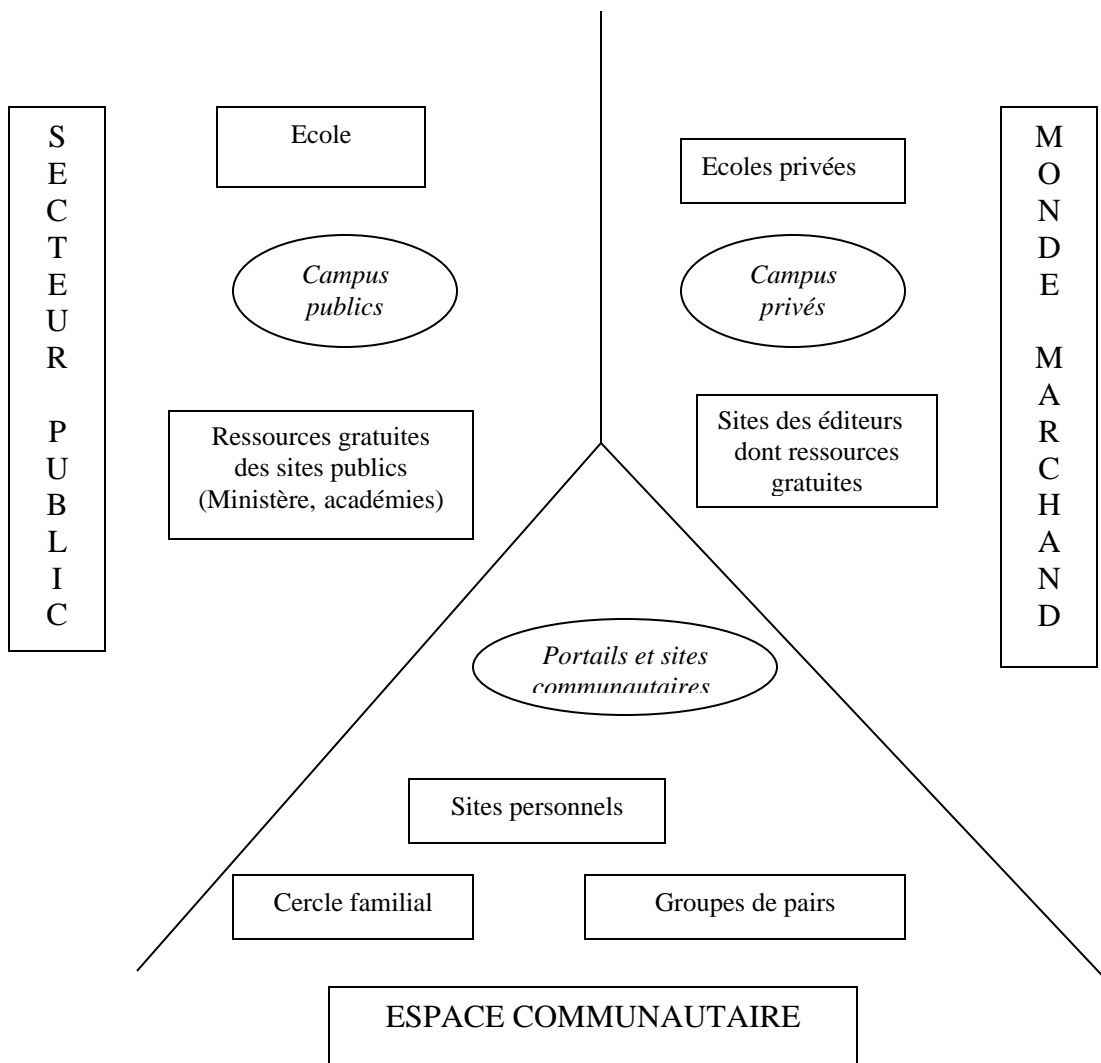 SECTEUR PUBLIC
Ecole
Campus
publics
Ressources gratuites
des sites publics
(Ministère, académies)
MONDE MARCHAND
Ecoles privées
Campus
privés
Sites des éditeurs
dont ressources
gratuites
Portails et sites
communautaires
Sites personnels
Cercle familial
Groupes de pairs
ESPACE COMMUNAUTAIRE